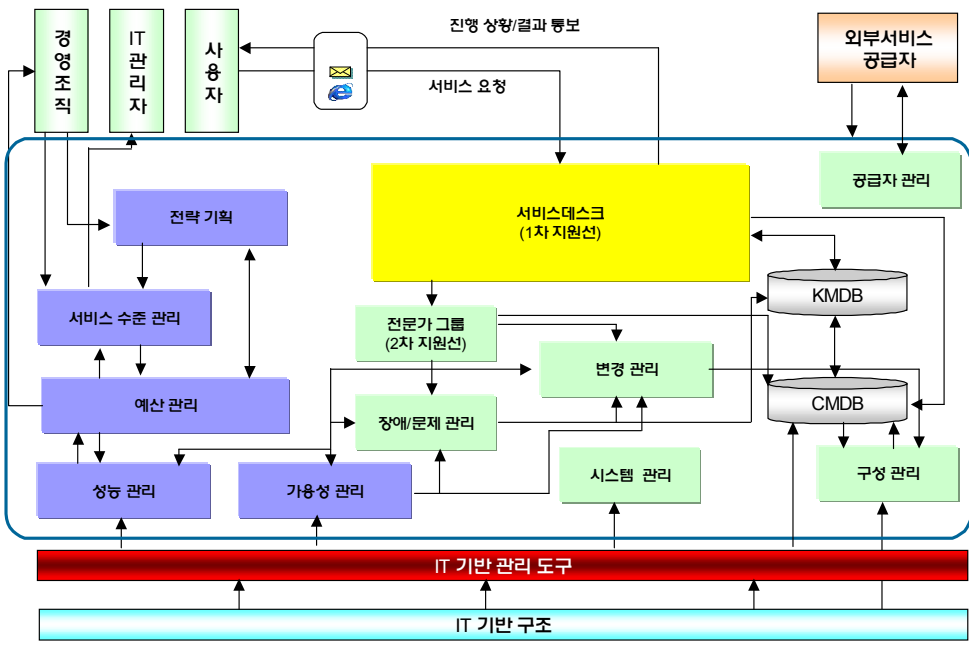 진행 상황/결과 통보
경영조직
IT관리자
사용자
외부서비스
공급자
서비스 요청
공급자 관리
전략 기획
서비스데스크
(1차 지원선)
KMDB
서비스 수준 관리
전문가 그룹
(2차 지원선)
변경 관리
예산 관리
장애/문제 관리
CMDB
성능 관리
가용성 관리
시스템 관리
구성 관리
IT 기반 관리 도구
IT 기반 구조